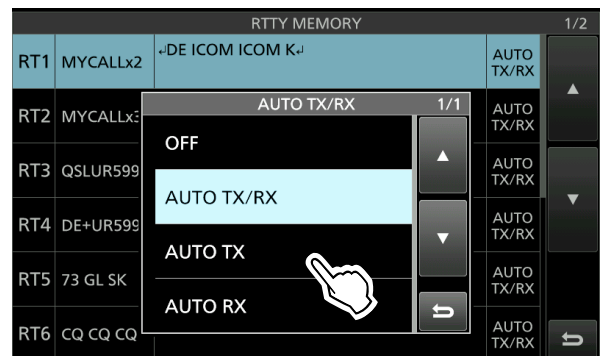 RTTY MEMORY 1/2
RT1 MYCALLx2 ↲DE ICOM ICOM K↲ AUTO TX/RX
RT2 MYCALLx3 AUTO TX/RX
RT3 QSLUR599 AUTO TX/RX
RT4 DE+UR599 AUTO TX/RX
RT5 73 GL SK AUTO TX/RX
RT6 CQ CQ CQ AUTO TX/RX
AUTO TX/RX 1/1
OFF
AUTO TX/RX
AUTO TX
AUTO RX